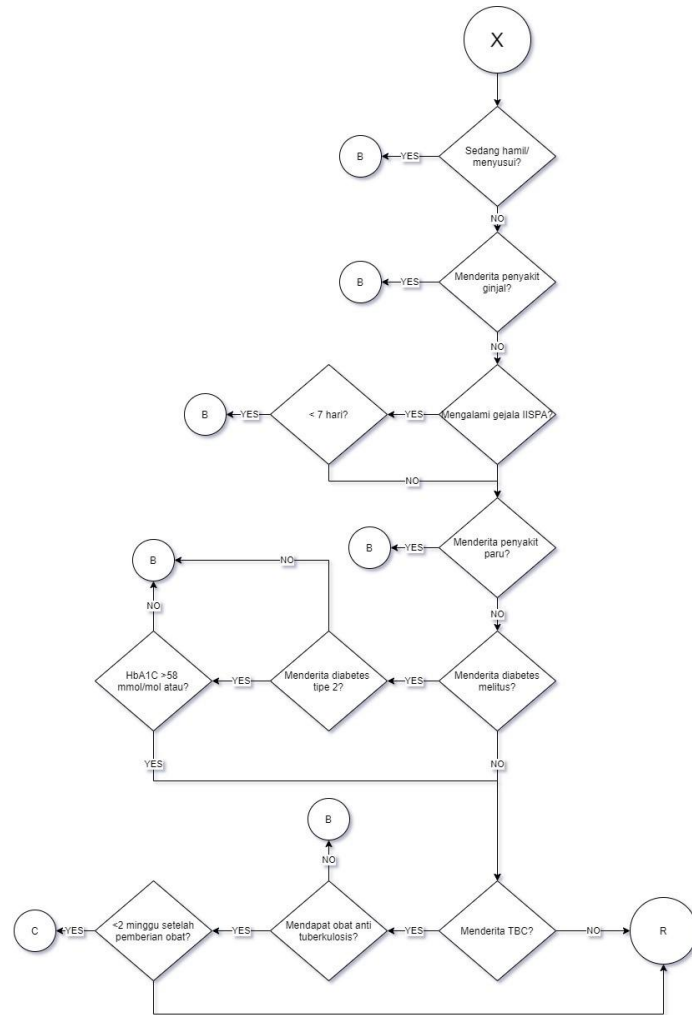 X
Sedang hamil/
menyusui?
YES
B
NO
Menderita penyakit
ginjal?
YES
B
NO
Mengalami gejala IISPA?
YES
< 7 hari?
YES
B
NO
Menderita penyakit
paru?
YES
B
NO
Menderita diabetes
melitus?
YES
Menderita diabetes
tipe 2?
NO
B
YES
HbA1C >58
mmol/mol atau?
NO
YES
NO
Menderita TBC?
NO
R
YES
Mendapat obat anti
tuberkulosis?
NO
B
YES
<2 minggu setelah
pemberian obat?
YES
C